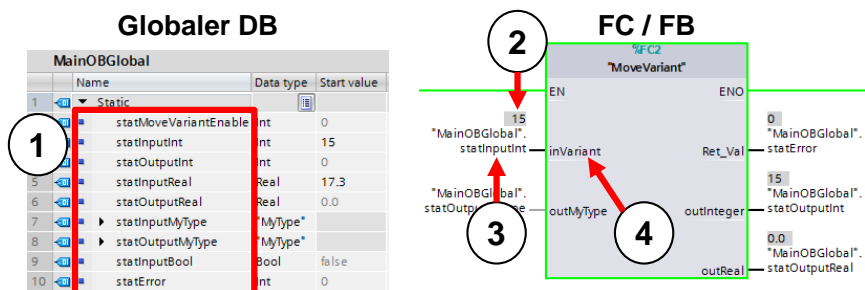 Globaler DB
MainOBGlobal
Name Data type Start value
1 Static
statMoveVariantEnable Int 0
statInputInt Int 15
statOutputInt Int 0
5 statInputReal Real 17.3
6 statOutputReal Real 0.0
7 statInputMyType "MyType"
8 statOutputMyType "MyType"
9 statInputBool Bool false
10 statError Int 0
1
FC / FB
2
%FC2
"MoveVariant"
EN ENO
15
"MainOBGlobal".
statInputInt inVariant
"MainOBGlobal".
outMyType
3
4
0
"MainOBGlobal".
Ret_Val statError
15
"MainOBGlobal".
outInteger statOutputInt
0.0
"MainOBGlobal".
outReal statOutputReal